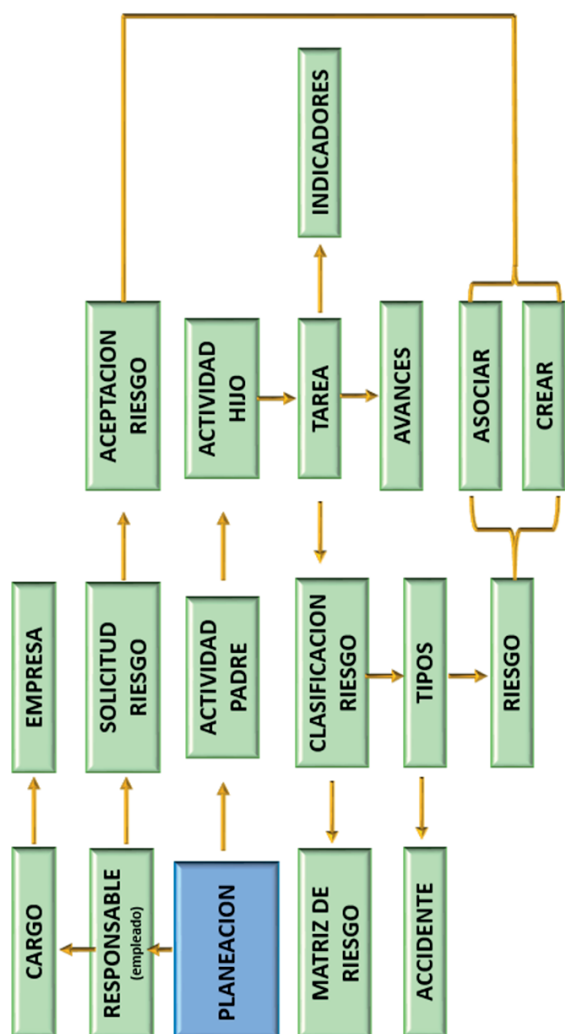 CARGO
EMPRESA
RESPONSABLE
(empleado)
SOLICITUD
RIESGO
ACEPTACION
RIESGO
PLANEACION
ACTIVIDAD
PADRE
ACTIVIDAD
HIJO
MATRIZ DE
RIESGO
CLASIFICACION
RIESGO
TAREA
INDICADORES
ACCIDENTE
TIPOS
AVANCES
RIESGO
ASOCIAR
CREAR